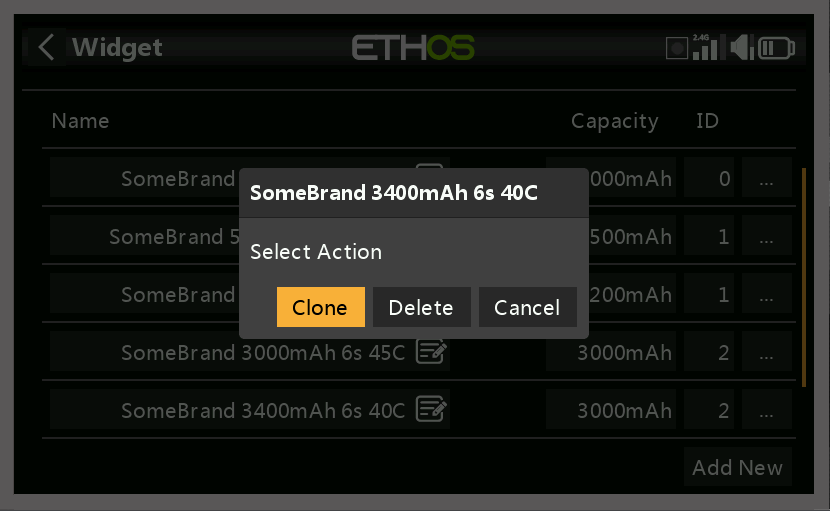 Widget ETHOS 2.4G
Name Capacity ID
SomeBrand 000mAh 0 ...
SomeBrand 5 500mAh 1 ...
SomeBrand 200mAh 1 ...
SomeBrand 3000mAh 6s 45C 3000mAh 2 ...
SomeBrand 3400mAh 6s 40C 3000mAh 2 ...
Add New
SomeBrand 3400mAh 6s 40C
Select Action
Clone Delete Cancel